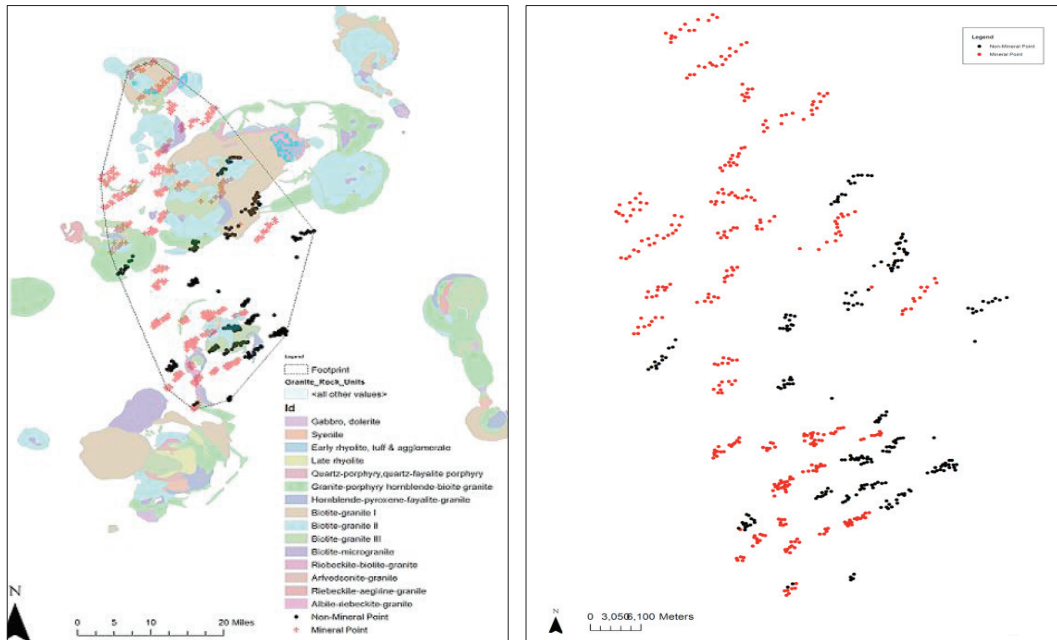 Legend
Footprint
Granite_Rock_Units
<all other values>
Id
Gabbro, dolerite
Syenile
Early rhyolite, tuff & agglomerate
Late rhyolite
Quartz-porphyry,quartz-fayalite porphyry
Granite-porphyry hornblende-bioite granite
Hornblende-pyroxene-fayalite-granite
Biotite-granite I
Biotite-granite II
Biotite-granite III
Biotite-microgranite
Riebeckite-biotite-granite
Arfvedsonite-granite
Riebeckite-aegirine-granite
Albite-riebeckite-granite
Non-Mineral Point
Mineral Point
N
0 5 10 20 Miles
Legend
Non-Mineral Point
Mineral Point
N
0 3,050 6,100 Meters